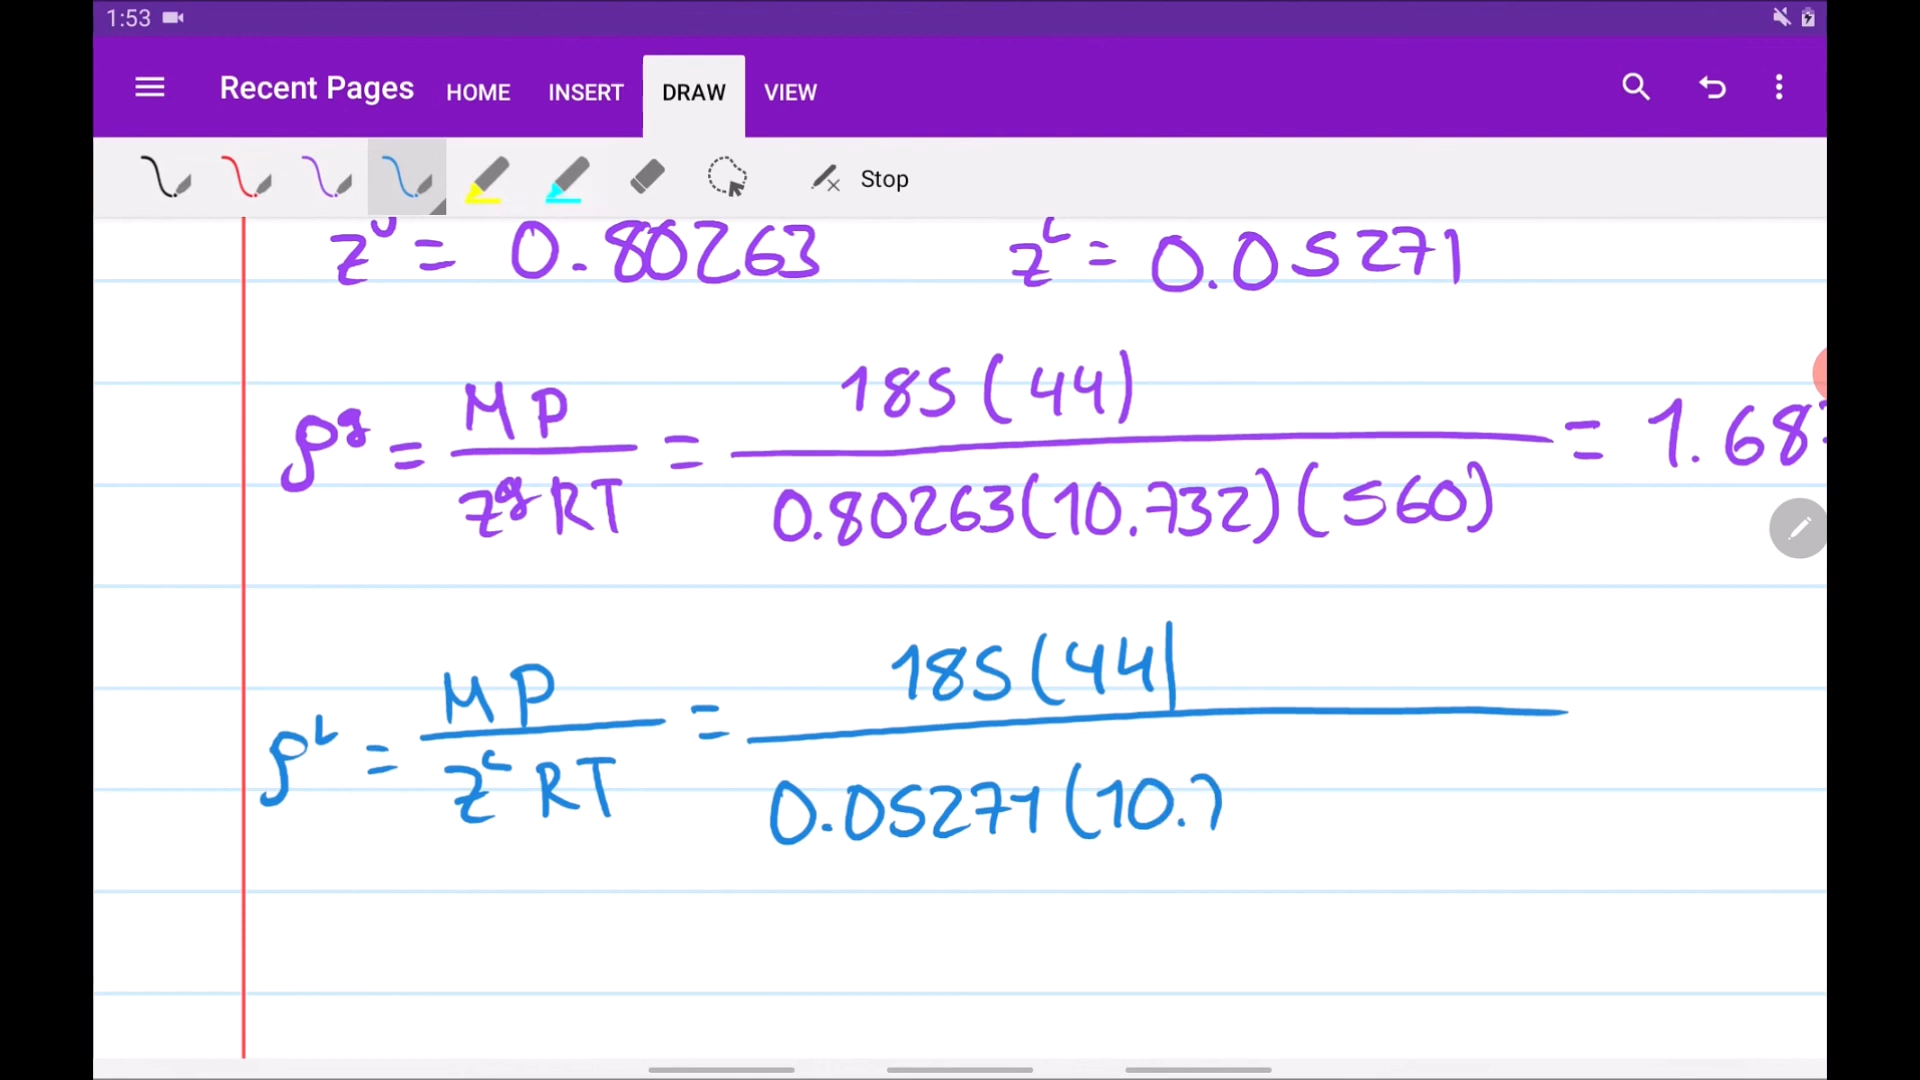 1:53
Recent Pages HOME INSERT DRAW VIEW
Stop
z = 0.80263 z^L = 0.05271
ρ^g = MP / z^g RT = 185(44) / 0.80263(10.732)(560) = 1.68
ρ^L = MP / z^L RT = 185(44) / 0.05271(10.7